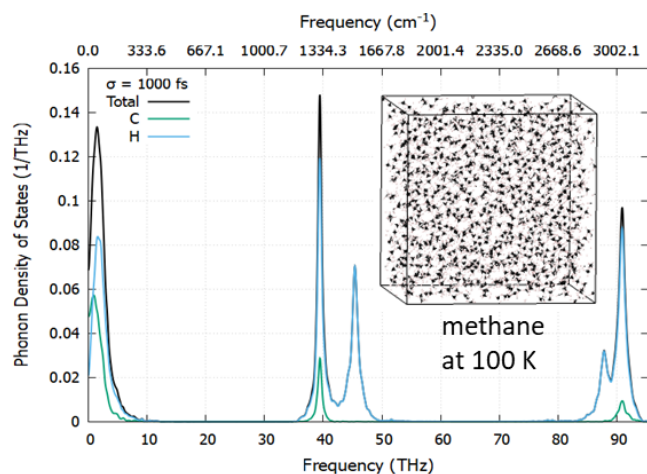 Frequency (cm⁻¹)
0.0 333.6 667.1 1000.7 1334.3 1667.8 2001.4 2335.0 2668.6 3002.1
0.16
0.14
0.12
0.1
0.08
0.06
0.04
0.02
0
Phonon Density of States (1/THz)
σ = 1000 fs
Total
C
H
methane
at 100 K
0 10 20 30 40 50 60 70 80 90
Frequency (THz)